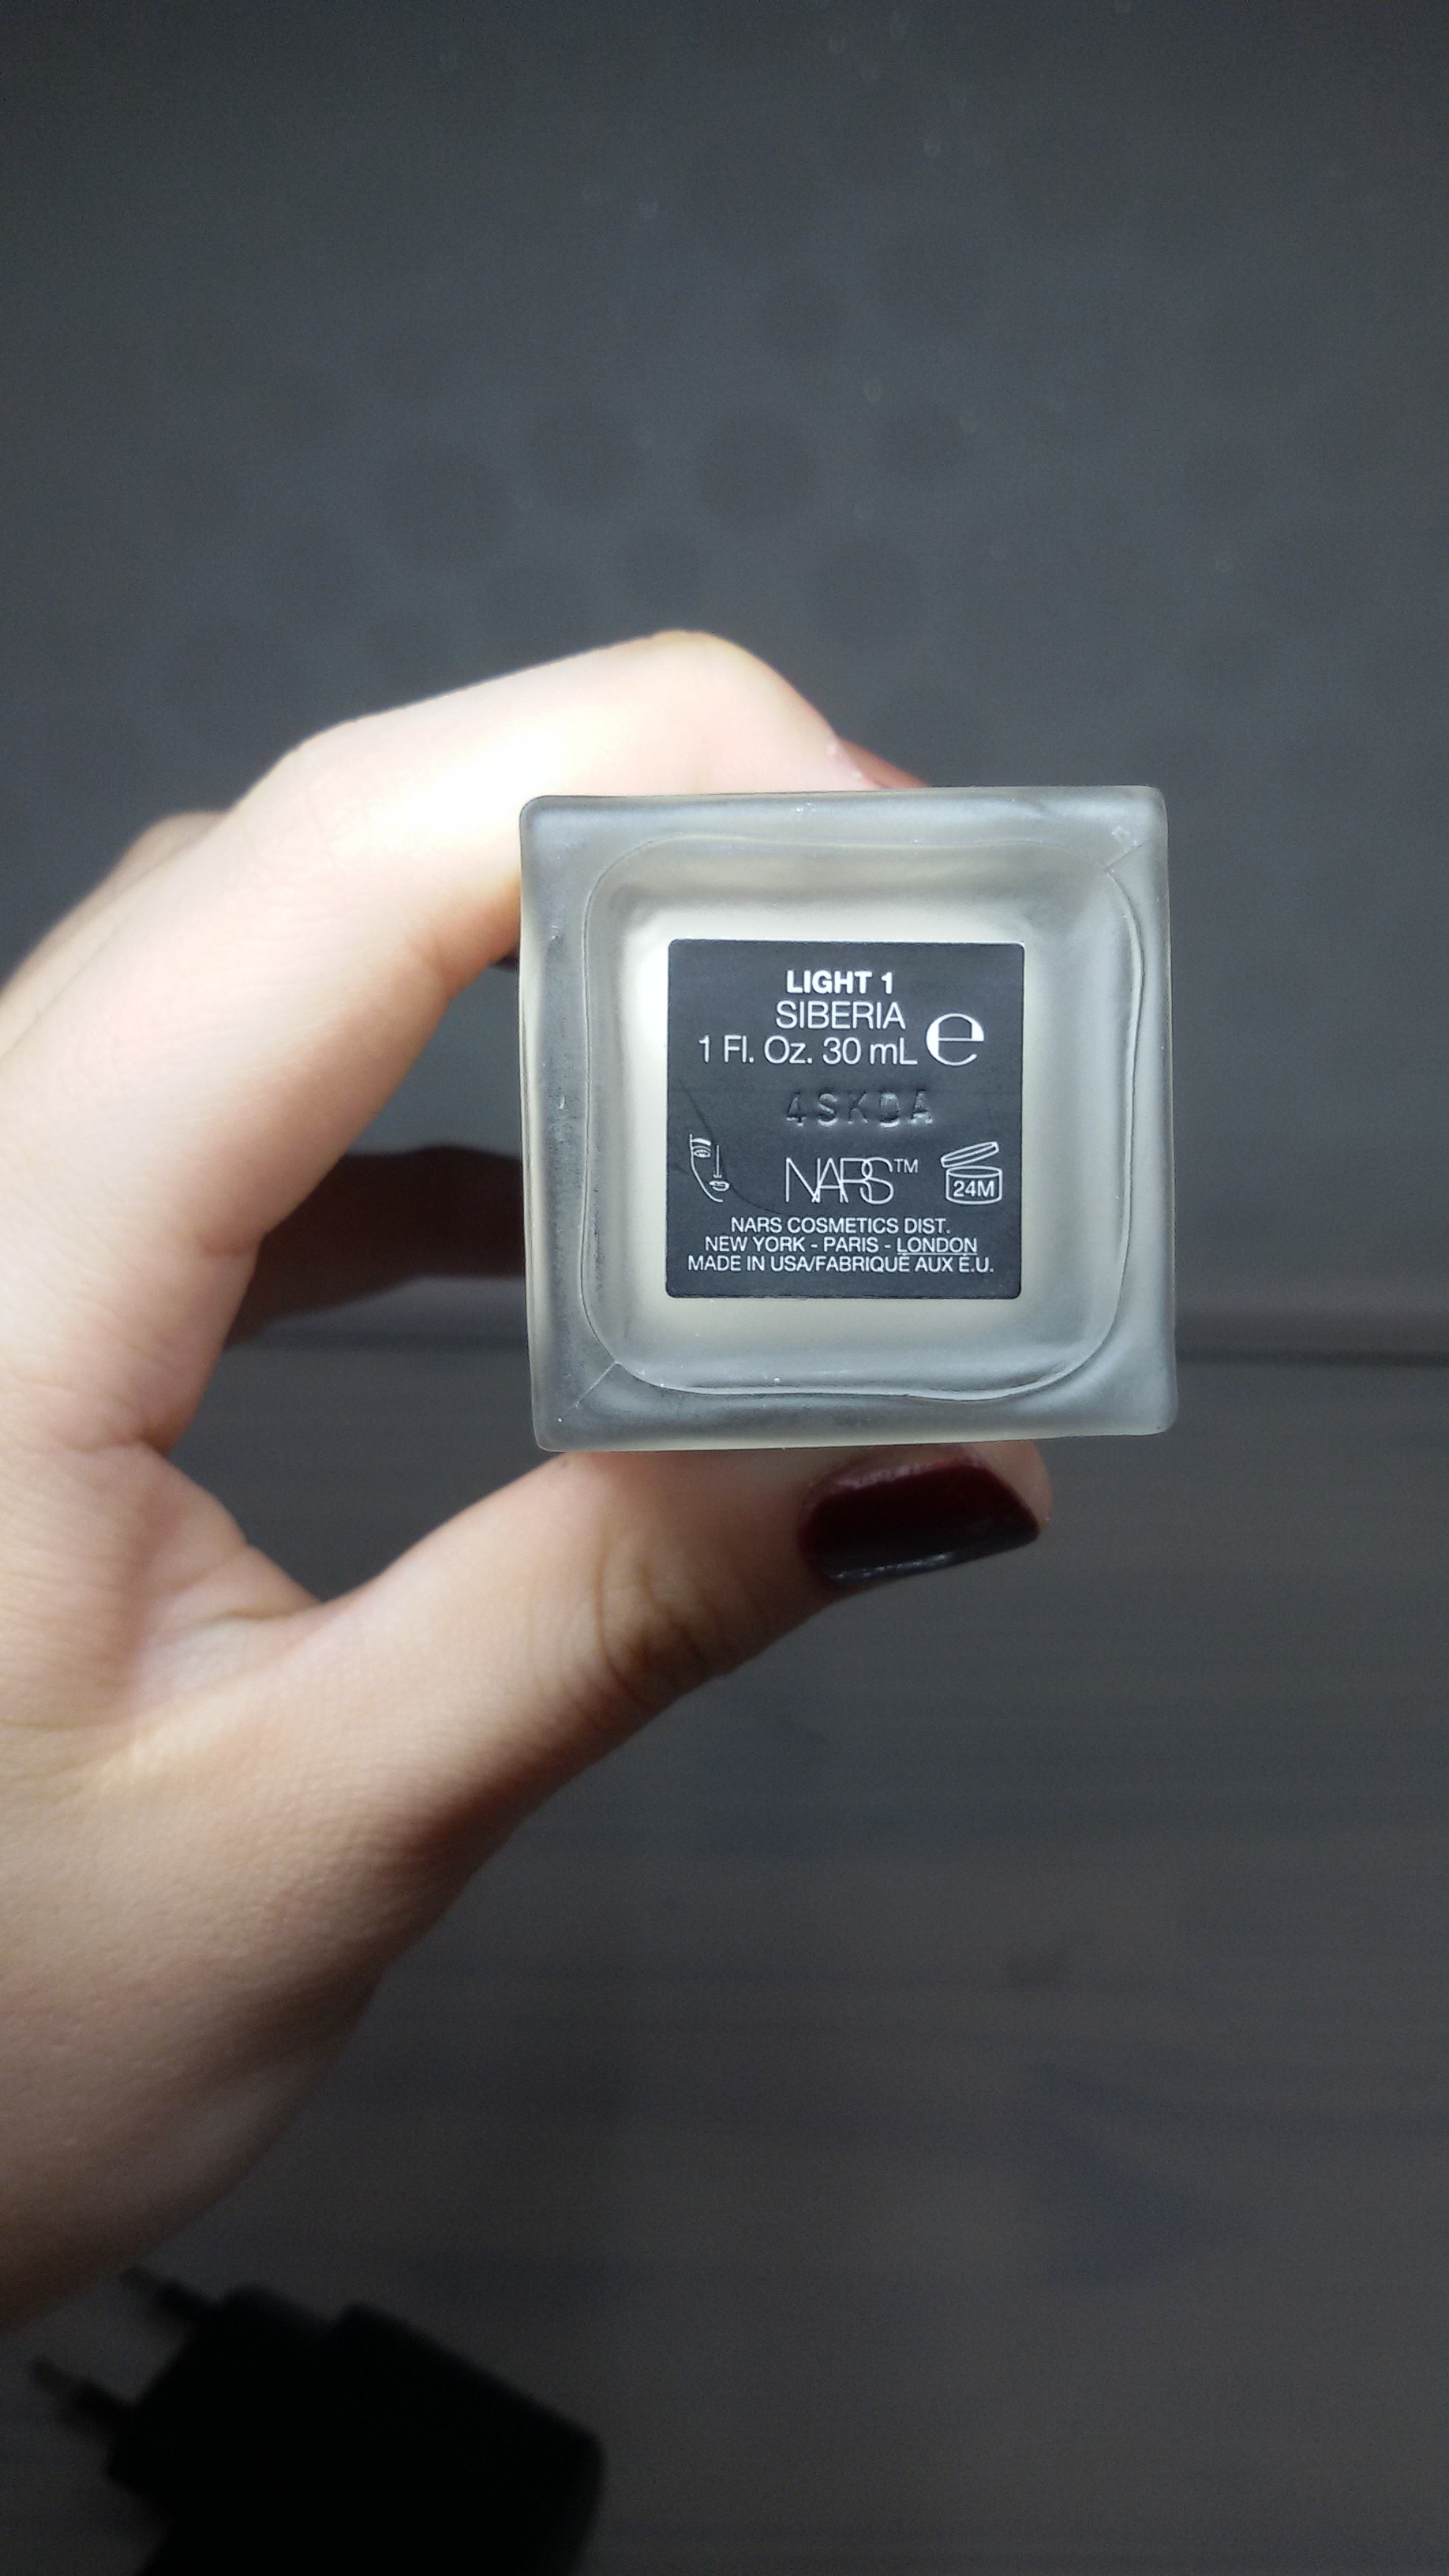 LIGHT 1
SIBERIA
1 Fl. Oz. 30 mL ℮
4SKDA
NARS™
24M
NARS COSMETICS DIST.
NEW YORK - PARIS - LONDON
MADE IN USA/FABRIQUÉ AUX É.U.